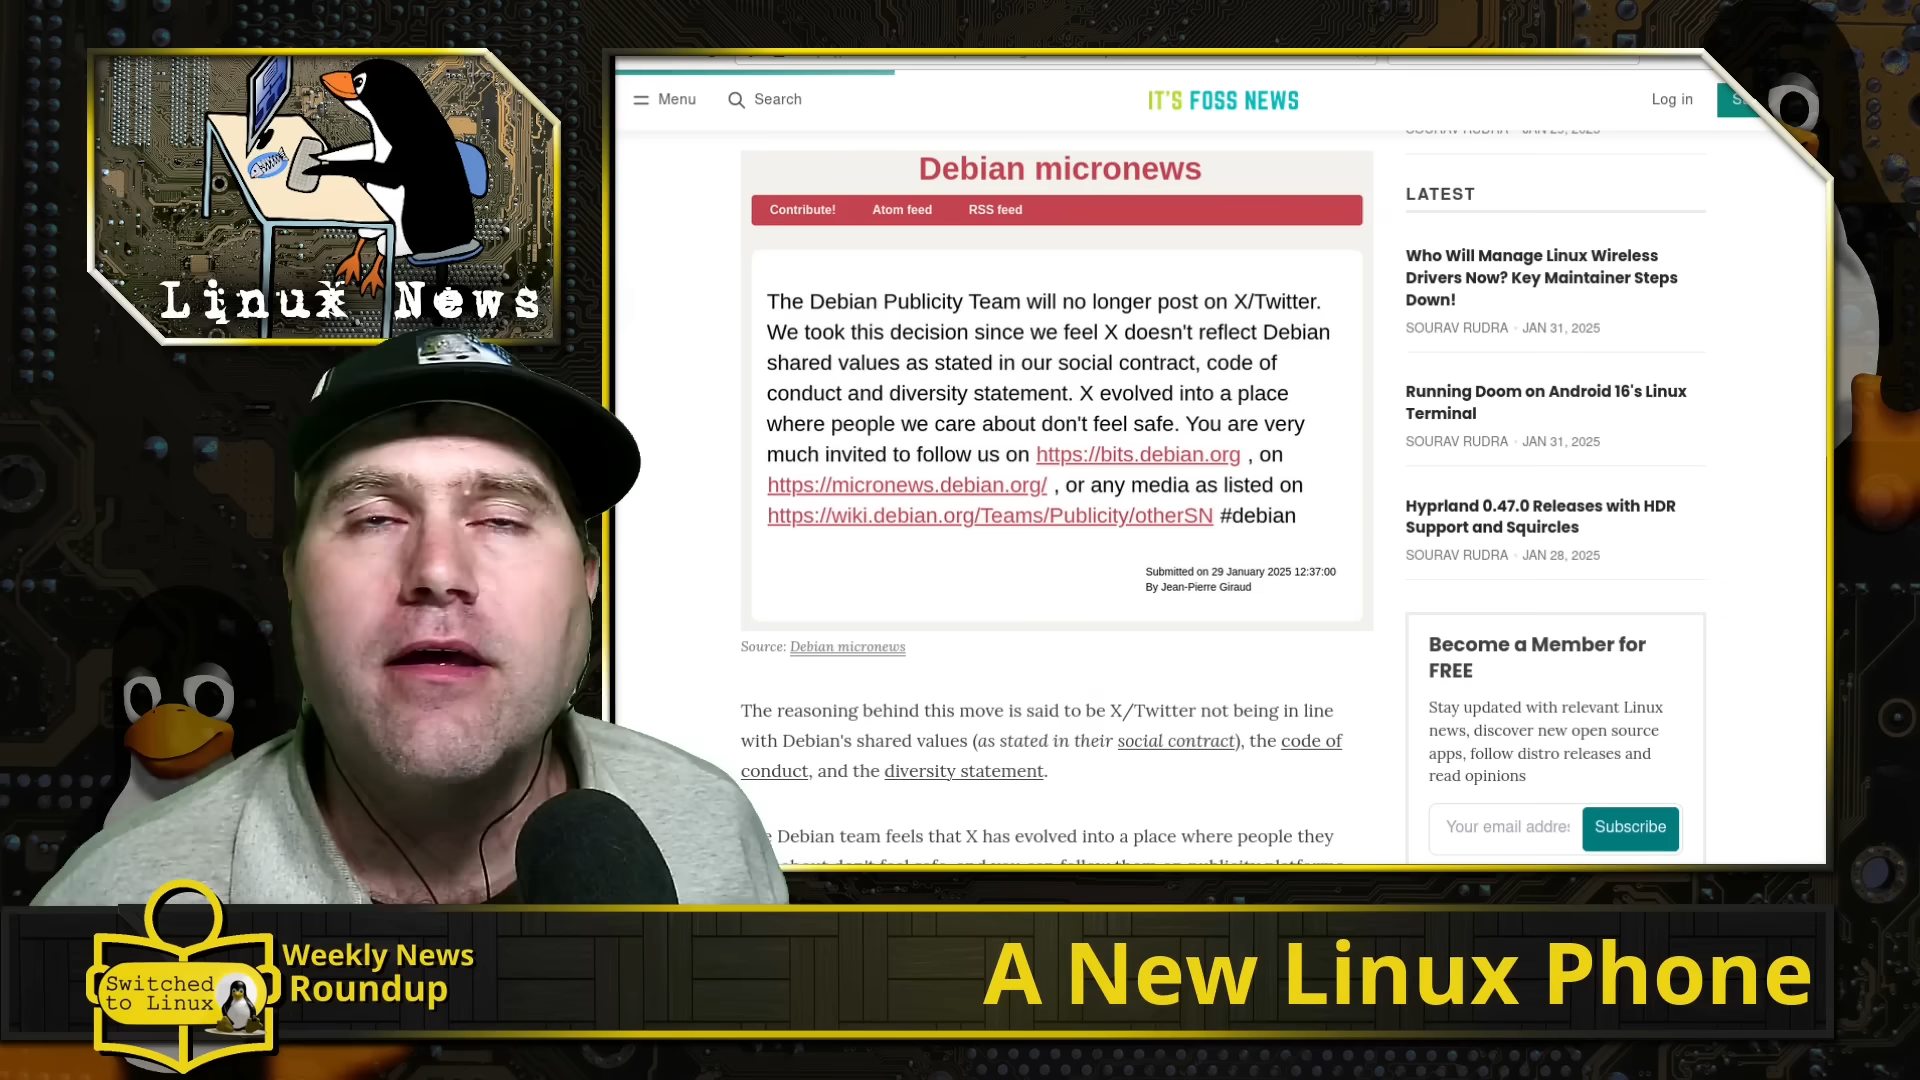 Linux News
Menu
Search
IT'S FOSS NEWS
Log in
SOURAV RUDRA • JAN 29, 2025
Debian micronews
Contribute! Atom feed RSS feed
The Debian Publicity Team will no longer post on X/Twitter.
We took this decision since we feel X doesn't reflect Debian
shared values as stated in our social contract, code of
conduct and diversity statement. X evolved into a place
where people we care about don't feel safe. You are very
much invited to follow us on https://bits.debian.org , on
https://micronews.debian.org/ , or any media as listed on
https://wiki.debian.org/Teams/Publicity/otherSN #debian
Submitted on 29 January 2025 12:37:00
By Jean-Pierre Giraud
Source: Debian micronews
The reasoning behind this move is said to be X/Twitter not being in line
with Debian's shared values (as stated in their social contract), the code of
conduct, and the diversity statement.
Debian team feels that X has evolved into a place where people they
LATEST
Who Will Manage Linux Wireless
Drivers Now? Key Maintainer Steps
Down!
SOURAV RUDRA • JAN 31, 2025
Running Doom on Android 16's Linux
Terminal
SOURAV RUDRA • JAN 31, 2025
Hyprland 0.47.0 Releases with HDR
Support and Squircles
SOURAV RUDRA • JAN 28, 2025
Become a Member for
FREE
Stay updated with relevant Linux
news, discover new open source
apps, follow distro releases and
read opinions
Your email addre
Subscribe
Switched
to Linux
Weekly News
Roundup
A New Linux Phone